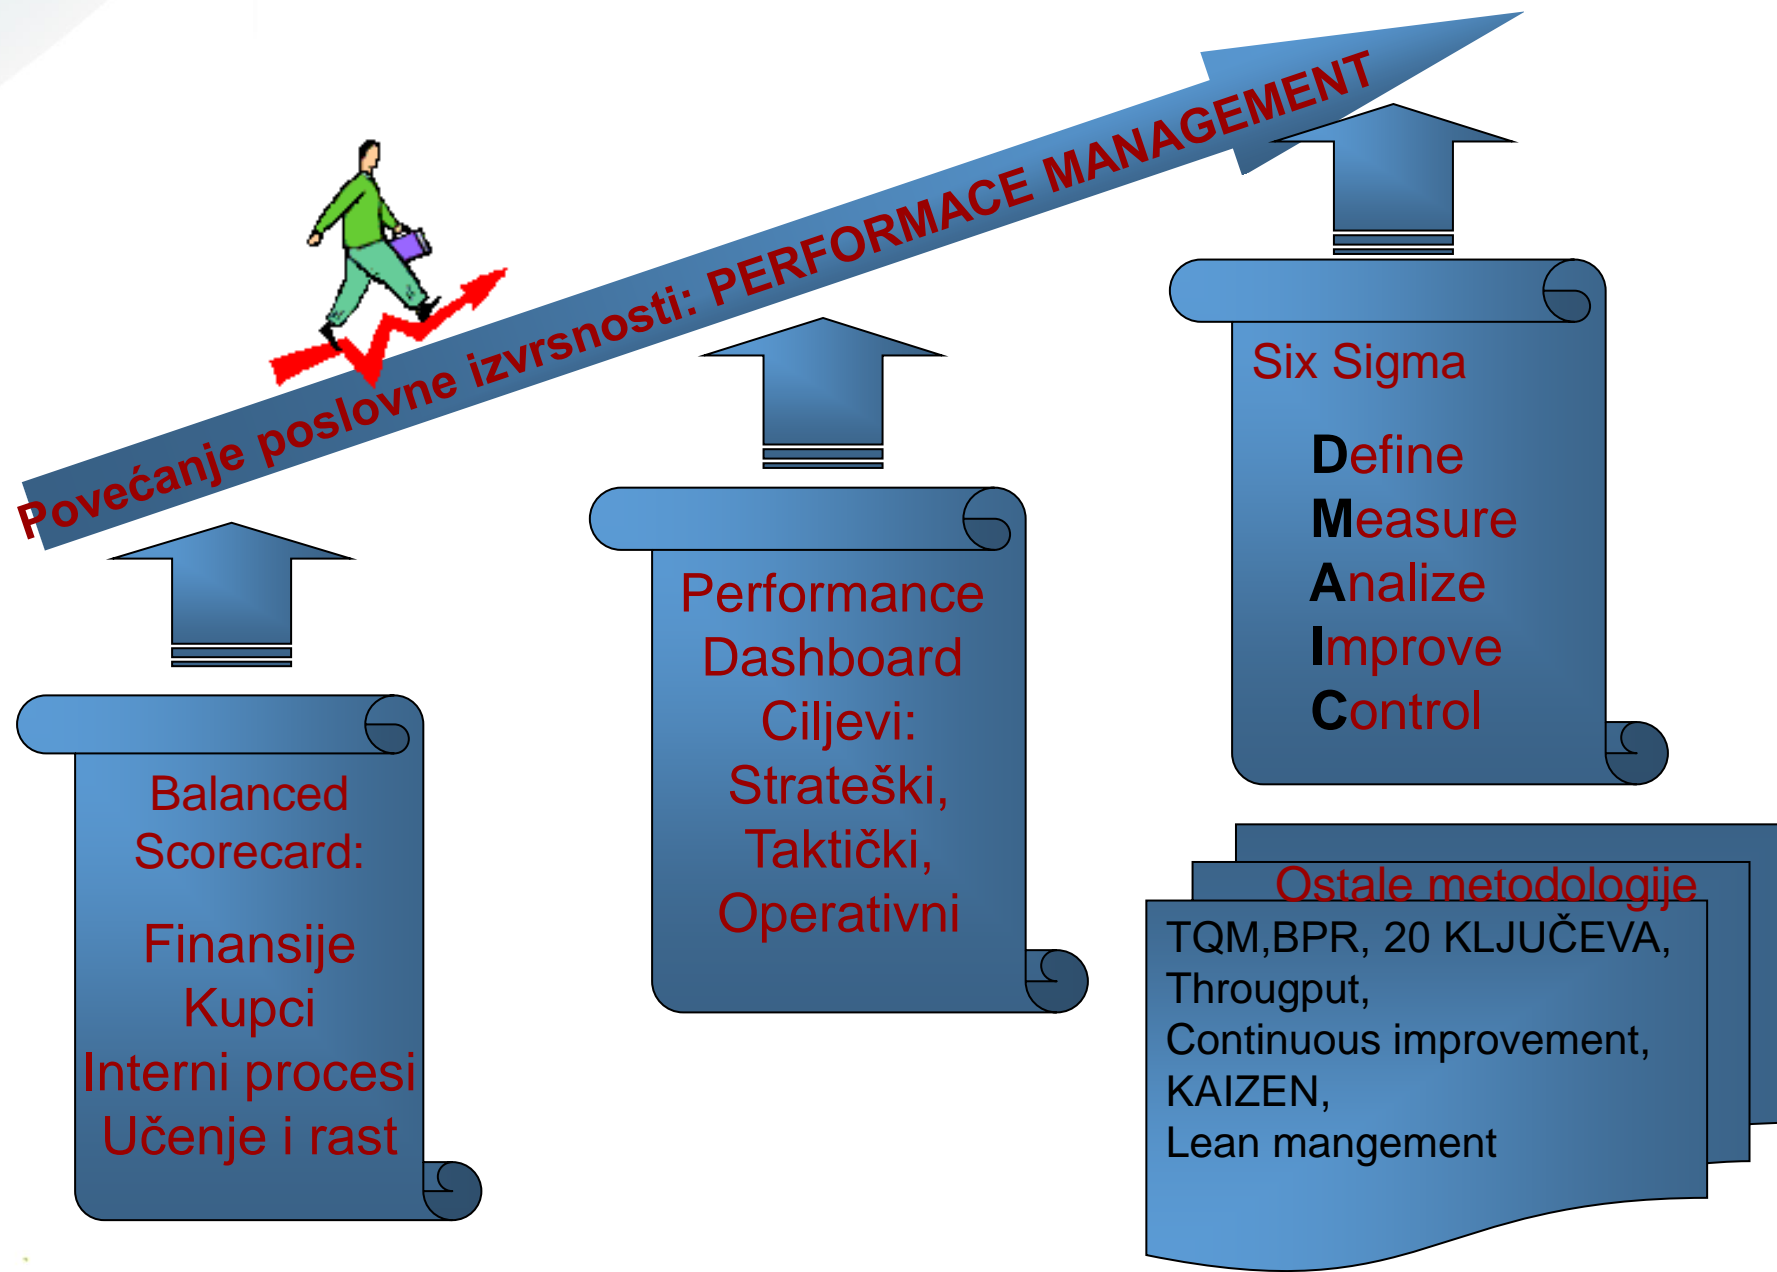 Povećanje poslovne izvrsnosti: PERFORMACE MANAGEMENT
Balanced
Scorecard:
Finansije
Kupci
Interni procesi
Učenje i rast
Performance
Dashboard
Ciljevi:
Strateški,
Taktički,
Operativni
Six Sigma
Define
Measure
Analize
Improve
Control
Ostale metodologije
TQM,BPR, 20 KLJUČEVA,
Througput,
Continuous improvement,
KAIZEN,
Lean mangement